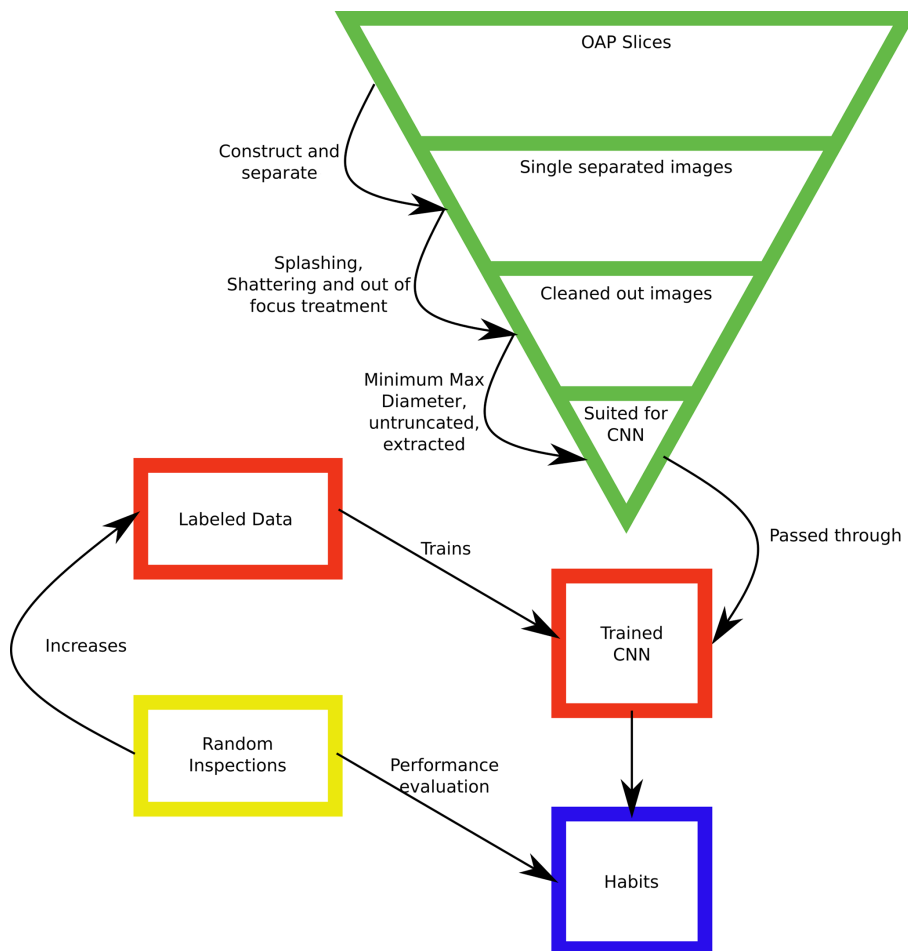 OAP Slices
Construct and
separate
Single separated images
Splashing,
Shattering and out of
focus treatment
Cleaned out images
Minimum Max
Diameter,
untruncated,
extracted
Suited for
CNN
Labeled Data
Trains
Passed through
Trained
CNN
Increases
Random
Inspections
Performance
evaluation
Habits